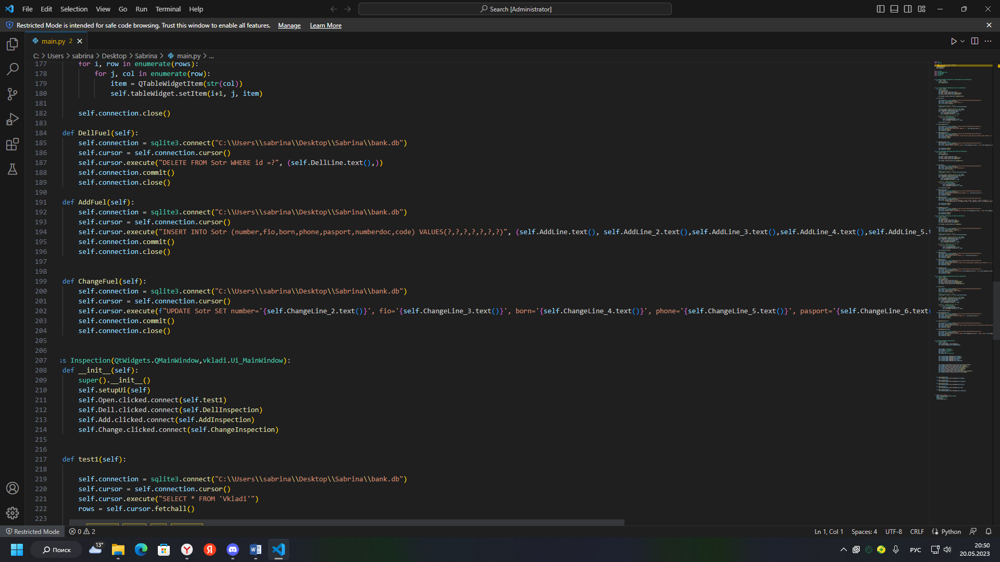 File Edit Selection View Go Run Terminal Help
Search [Administrator]
Restricted Mode is intended for safe code browsing. Trust this window to enable all features. Manage Learn More
main.py 2
C: > Users > sabrina > Desktop > Sabrina > main.py > ...
177 for i, row in enumerate(rows):
178 for j, col in enumerate(row):
179 item = QTableWidgetItem(str(col))
180 self.tableWidget.setItem(i+1, j, item)
181
182 self.connection.close()
183
184 def DellFuel(self):
185 self.connection = sqlite3.connect("C:\\Users\\sabrina\\Desktop\\Sabrina\\bank.db")
186 self.cursor = self.connection.cursor()
187 self.cursor.execute("DELETE FROM Sotr WHERE id =?", (self.DellLine.text(),))
188 self.connection.commit()
189 self.connection.close()
190
191 def AddFuel(self):
192 self.connection = sqlite3.connect("C:\\Users\\sabrina\\Desktop\\Sabrina\\bank.db")
193 self.cursor = self.connection.cursor()
194 self.cursor.execute("INSERT INTO Sotr (number,fio,born,phone,pasport,numberdoc,code) VALUES(?,?,?,?,?,?,?)", (self.AddLine.text(), self.AddLine_2.text(),self.AddLine_3.text(),self.AddLine_4.text(),self.AddLine_5.t
195 self.connection.commit()
196 self.connection.close()
197
198
199 def ChangeFuel(self):
200 self.connection = sqlite3.connect("C:\\Users\\sabrina\\Desktop\\Sabrina\\bank.db")
201 self.cursor = self.connection.cursor()
202 self.cursor.execute(f"UPDATE Sotr SET number='{self.ChangeLine_2.text()}', fio='{self.ChangeLine_3.text()}', born='{self.ChangeLine_4.text()}', phone='{self.ChangeLine_5.text()}', pasport='{self.ChangeLine_6.text(
203 self.connection.commit()
204 self.connection.close()
205
206
207 ss Inspection(QtWidgets.QMainWindow,vkladi.Ui_MainWindow):
208 def __init__(self):
209 super().__init__()
210 self.setupUi(self)
211 self.Open.clicked.connect(self.test1)
212 self.Dell.clicked.connect(self.DellInspection)
213 self.Add.clicked.connect(self.AddInspection)
214 self.Change.clicked.connect(self.ChangeInspection)
215
216
217 def test1(self):
218
219 self.connection = sqlite3.connect("C:\\Users\\sabrina\\Desktop\\Sabrina\\bank.db")
220 self.cursor = self.connection.cursor()
221 self.cursor.execute("SELECT * FROM 'Vkladi'")
222 rows = self.cursor.fetchall()
223
Restricted Mode 0 2 Ln 1, Col 1 Spaces: 4 UTF-8 CRLF Python
13° Поиск РУС 20:50
20.05.2023